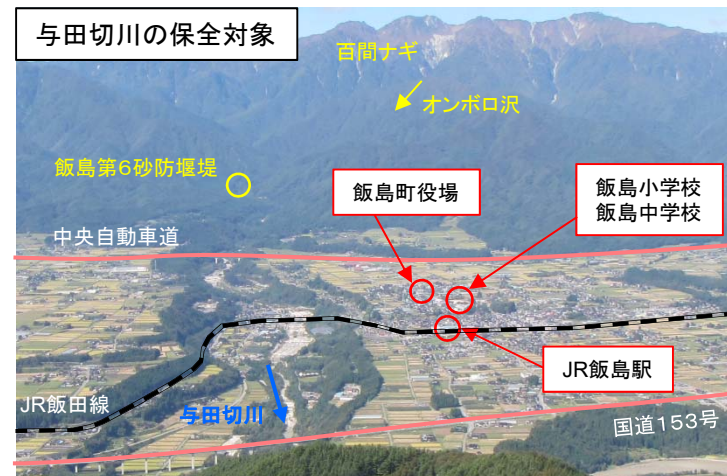 与田切川の保全対象
百間ナギ
オンボロ沢
飯島第6砂防堰堤
飯島町役場
飯島小学校
飯島中学校
中央自動車道
JR飯島駅
JR飯田線
与田切川
国道153号